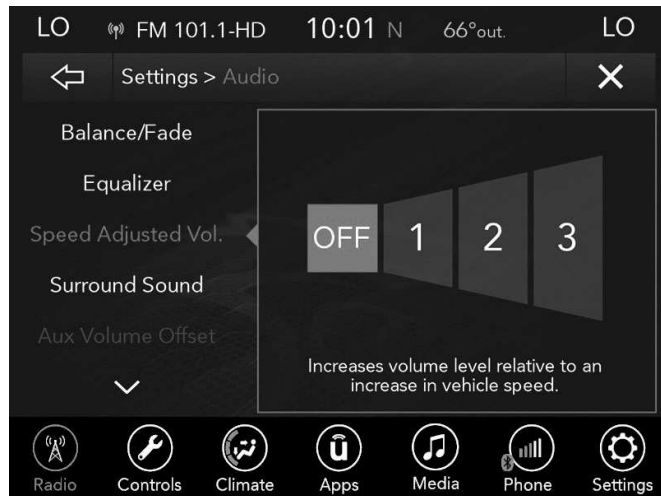 LO FM 101.1-HD 10:01 N 66°out. LO
Settings > Audio
Balance/Fade
Equalizer
Speed Adjusted Vol.
Surround Sound
Aux Volume Offset
OFF 1 2 3
Increases volume level relative to an
increase in vehicle speed.
ũ
Radio Controls Climate Apps Media Phone Settings